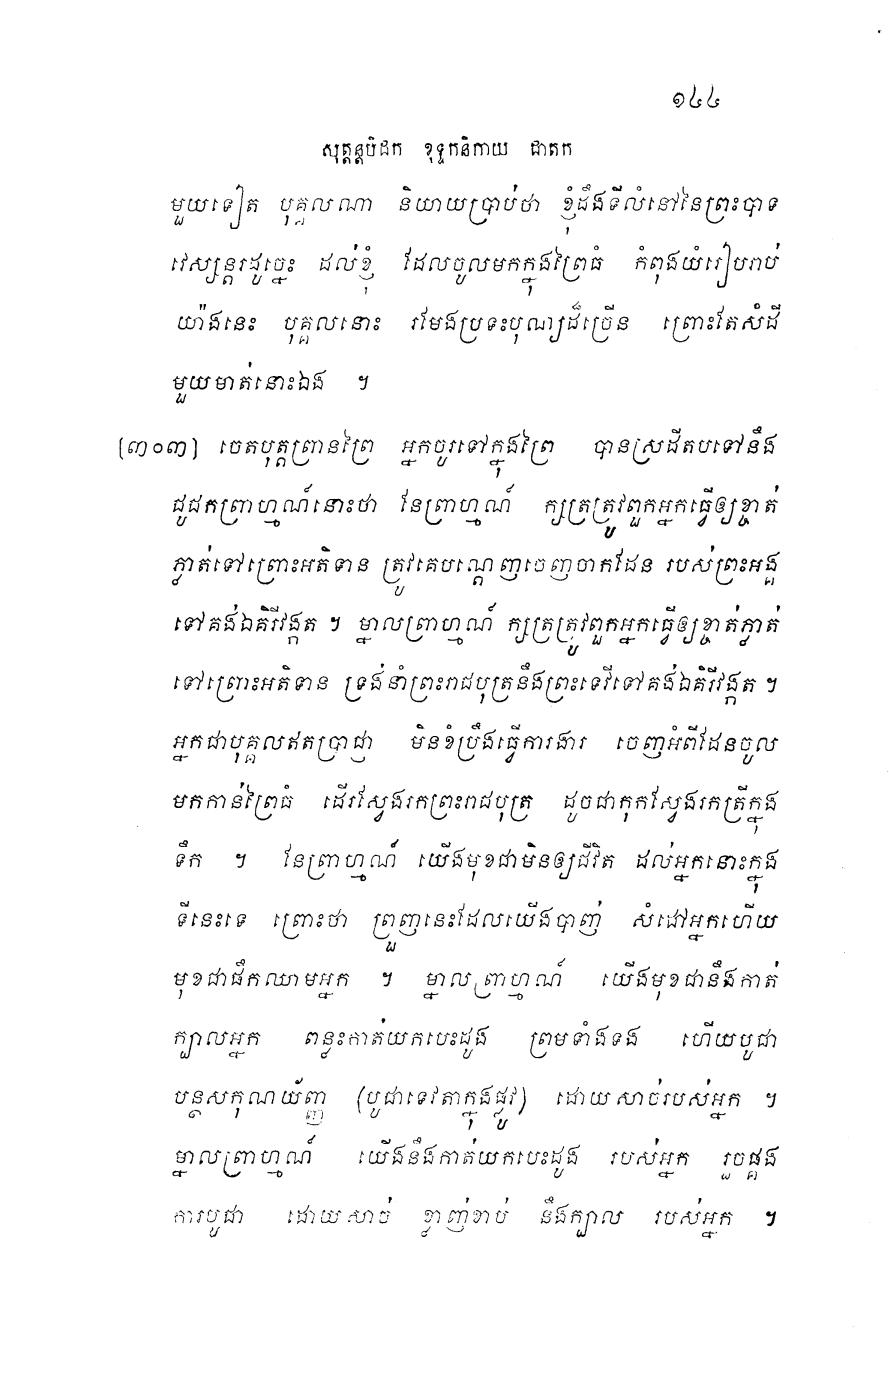 ១៤៤
សុត្តន្តបិដក ខុទ្ទកនិកាយ ជាតក
មួយទៀត បុគ្គលណា និយាយប្រាប់ថា ខ្ញុំដឹងទីលំនៅនៃព្រះបាទ
វេស្សន្តរដូច្នេះ ដល់ខ្ញុំ ដែលចូលមកក្នុងព្រៃធំ កំពុងយំរៀបរាប់
យ៉ាងនេះ បុគ្គលនោះ រមែងប្រទះបុណ្យដ៏ច្រើន ព្រោះតែសំដី
មួយមាត់នោះឯង ។
(៣០៣) ចេតបុត្តព្រានព្រៃ អ្នកចូរទៅក្នុងព្រៃ បានស្រដីតបទៅនឹង
ជូជកព្រាហ្មណ៍នោះថា នែព្រាហ្មណ៍ ក្សត្រត្រូវពួកអ្នកធ្វើឲ្យខ្ចាត់
ភ្ជាត់ទៅព្រោះអតិទាន ត្រូវគេបណ្តេញចេញចាកដែន របស់ព្រះអង្គ
ទៅគង់ឯគិរីវង្កត ។ ម្នាលព្រាហ្មណ៍ ក្សត្រត្រូវពួកអ្នកធ្វើឲ្យខ្ចាត់ភ្ជាត់
ទៅព្រោះអតិទាន ទ្រង់នាំព្រះរាជបុត្រនឹងព្រះទេវីទៅគង់ឯគិរីវង្កត ។
អ្នកជាបុគ្គលឥតប្រាជ្ញា មិនខំប្រឹងធ្វើការងារ ចេញអំពីដែនចូល
មកកាន់ព្រៃធំ ដើរស្វែងរកព្រះរាជបុត្រ ដូចជាកុកស្វែងរកត្រីក្នុង
ទឹក ។ នែព្រាហ្មណ៍ យើងមុខជាមិនឲ្យជីវិត ដល់អ្នកនោះក្នុង
ទីនេះទេ ព្រោះថា ព្រួញនេះដែលយើងបាញ់ សំដៅអ្នកហើយ
មុខជាផឹកឈាមអ្នក ។ ម្នាលព្រាហ្មណ៍ យើងមុខជានឹងកាត់
ក្បាលអ្នក ពន្លះកាត់យកបេះដូង ព្រមទាំងទង ហើយបូជា
បន្ថសកុណយ័ញ្ញ (បូជាទេវតាក្នុងផ្លូវ) ដោយសាច់របស់អ្នក ។
ម្នាលព្រាហ្មណ៍ យើងនឹងកាត់យកបេះដូង របស់អ្នក រួចផ្គង
ការបូជា ដោយសាច់ ខ្លាញ់ខាប់ នឹងក្បាល របស់អ្នក ។